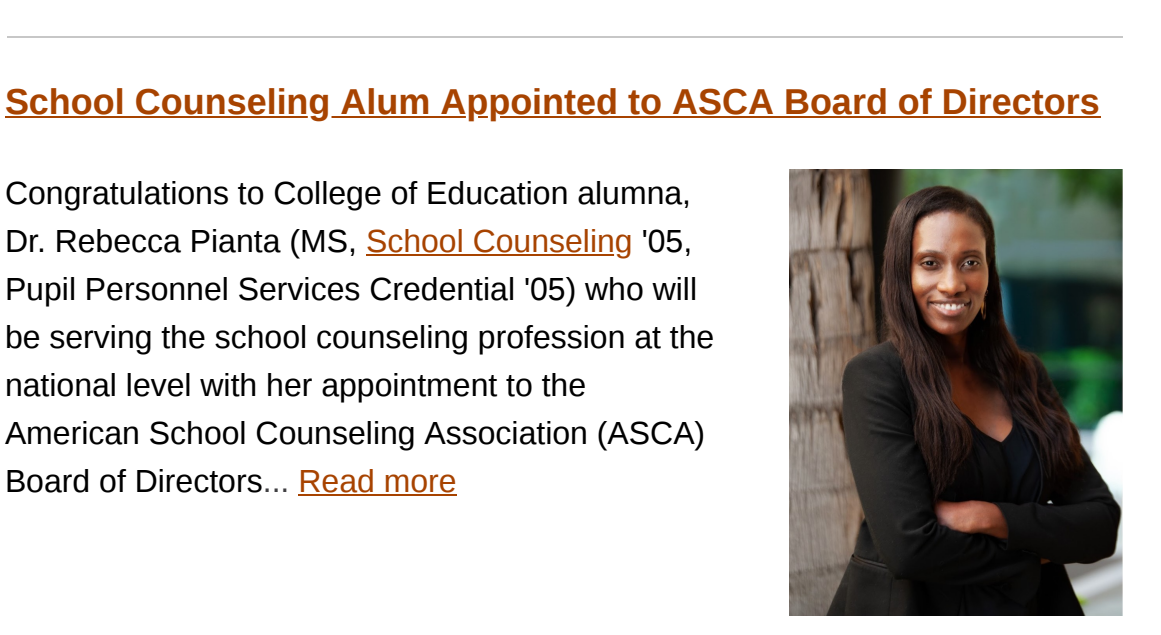 School Counseling Alum Appointed to ASCA Board of Directors
Congratulations to College of Education alumna,
Dr. Rebecca Pianta (MS, School Counseling '05,
Pupil Personnel Services Credential '05) who will
be serving the school counseling profession at the
national level with her appointment to the
American School Counseling Association (ASCA)
Board of Directors... Read more